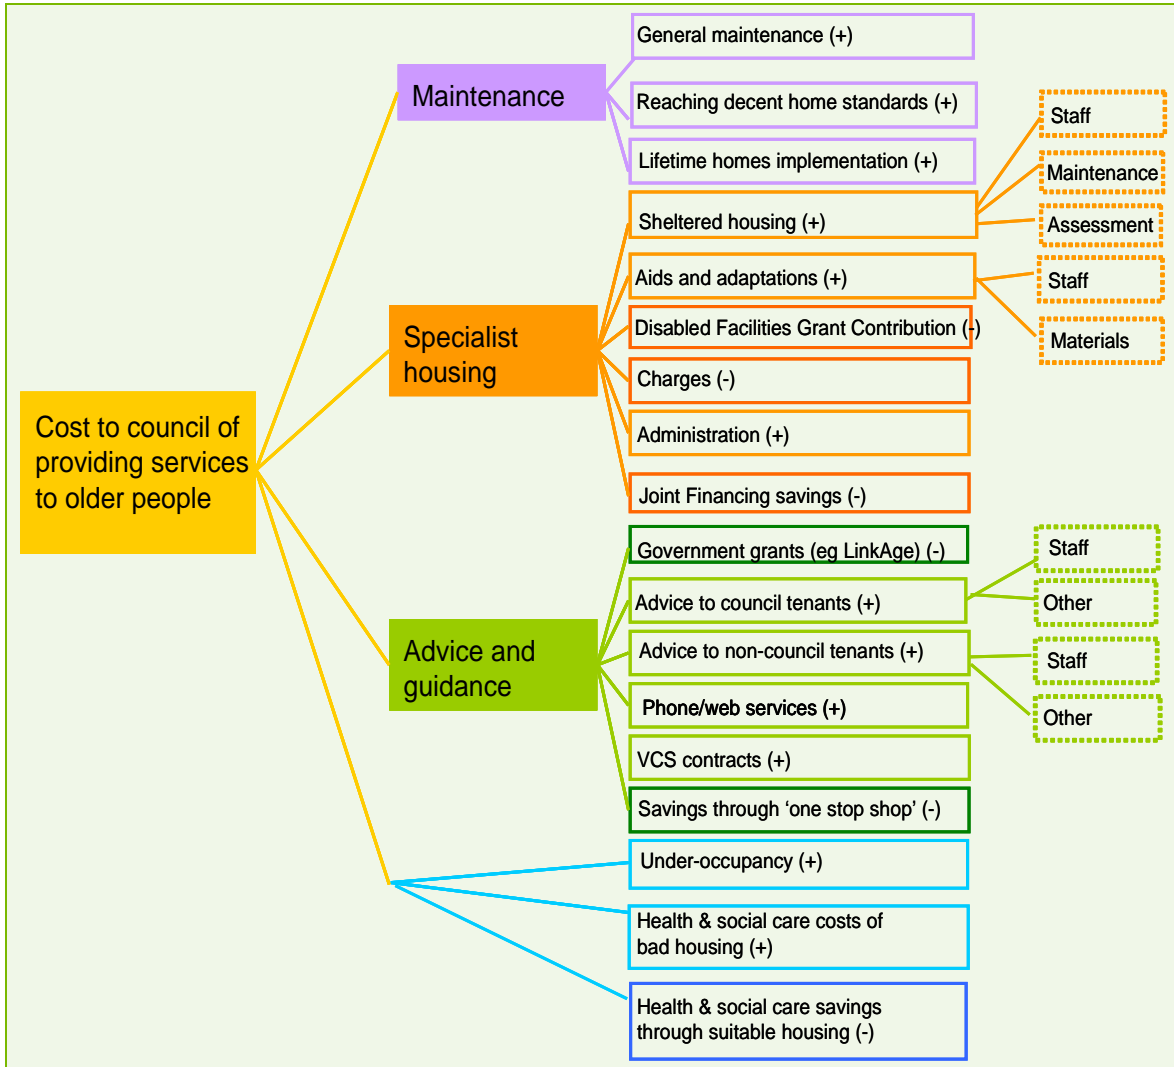 Cost to council of
providing services
to older people
Maintenance
General maintenance (+)
Reaching decent home standards (+)
Lifetime homes implementation (+)
Specialist
housing
Sheltered housing (+)
Staff
Maintenance
Assessment
Aids and adaptations (+)
Staff
Materials
Disabled Facilities Grant Contribution (-)
Charges (-)
Administration (+)
Joint Financing savings (-)
Advice and
guidance
Government grants (eg LinkAge) (-)
Advice to council tenants (+)
Staff
Other
Advice to non-council tenants (+)
Staff
Other
Phone/web services (+)
VCS contracts (+)
Savings through ‘one stop shop’ (-)
Under-occupancy (+)
Health & social care costs of
bad housing (+)
Health & social care savings
through suitable housing (-)